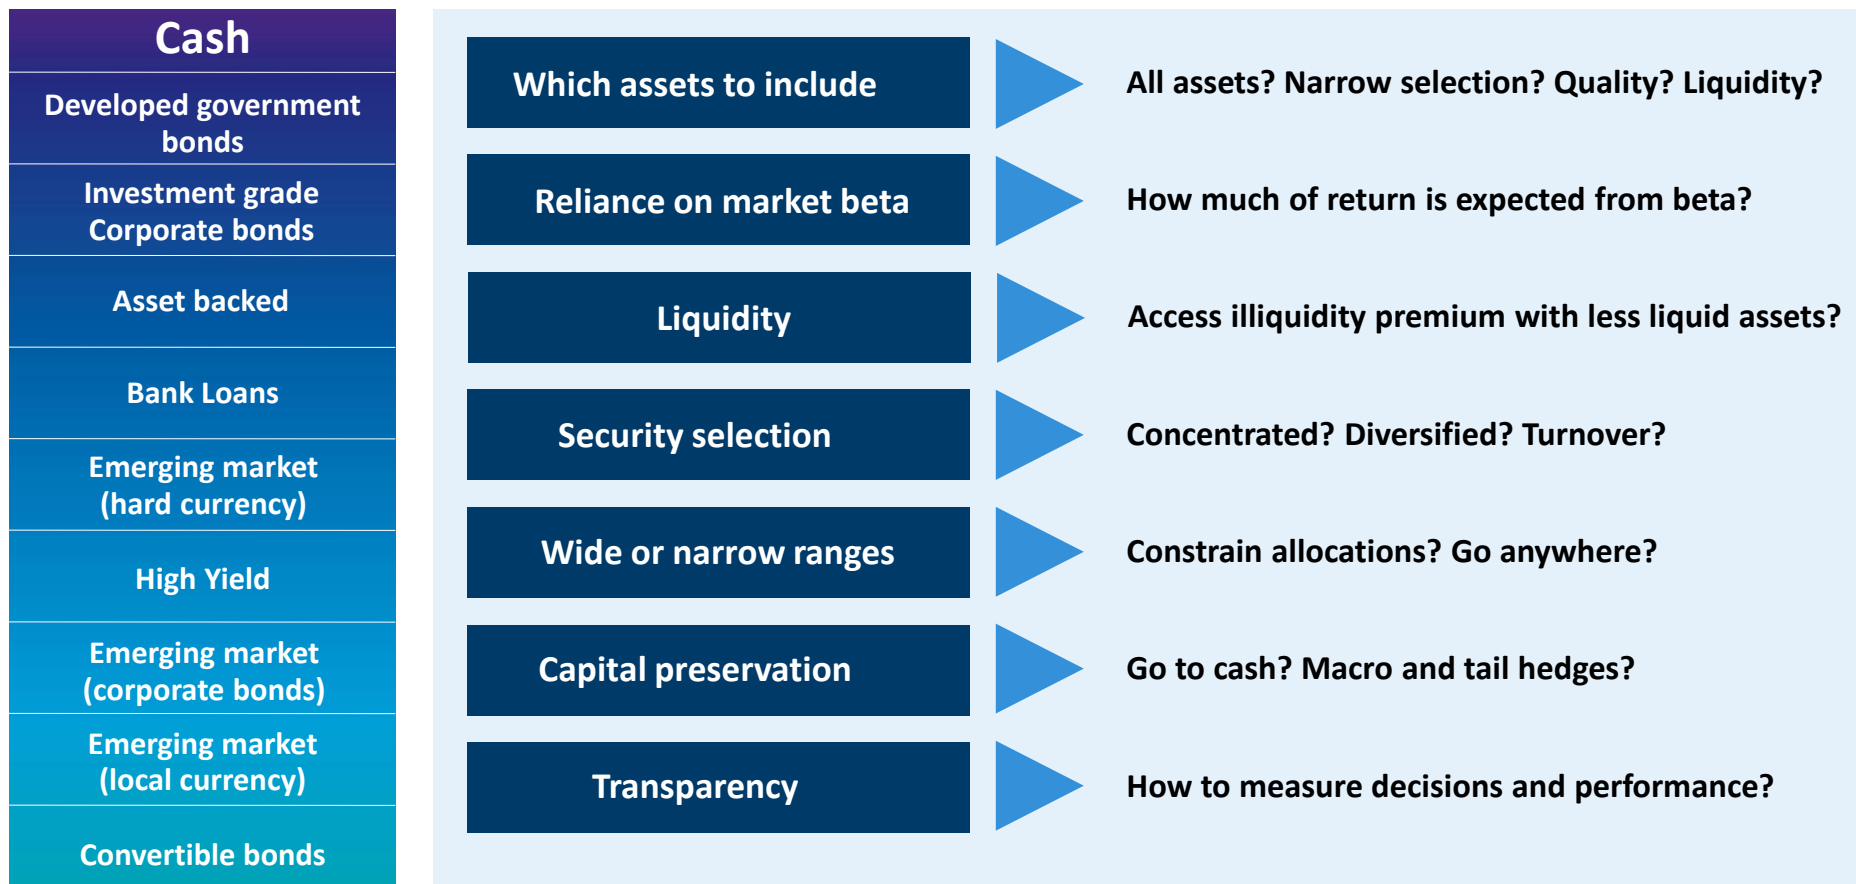 Cash
Developed government
bonds
Investment grade
Corporate bonds
Asset backed
Bank Loans
Emerging market
(hard currency)
High Yield
Emerging market
(corporate bonds)
Emerging market
(local currency)
Convertible bonds
Which assets to include
All assets? Narrow selection? Quality? Liquidity?
Reliance on market beta
How much of return is expected from beta?
Liquidity
Access illiquidity premium with less liquid assets?
Security selection
Concentrated? Diversified? Turnover?
Wide or narrow ranges
Constrain allocations? Go anywhere?
Capital preservation
Go to cash? Macro and tail hedges?
Transparency
How to measure decisions and performance?